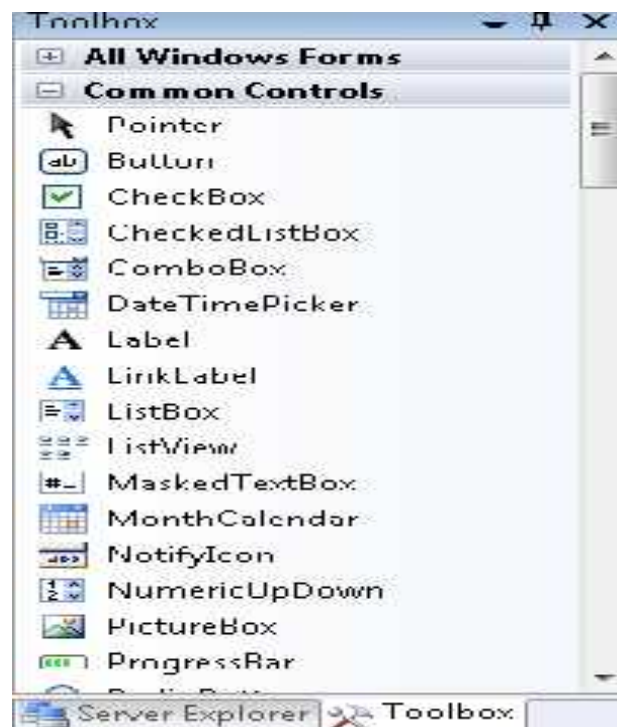 Toolbox
All Windows Forms
Common Controls
Pointer
ab Button
CheckBox
CheckedListBox
ComboBox
DateTimePicker
A Label
A LinkLabel
ListBox
ListView
#_ MaskedTextBox
MonthCalendar
NotifyIcon
NumericUpDown
PictureBox
ProgressBar
Server Explorer Toolbox